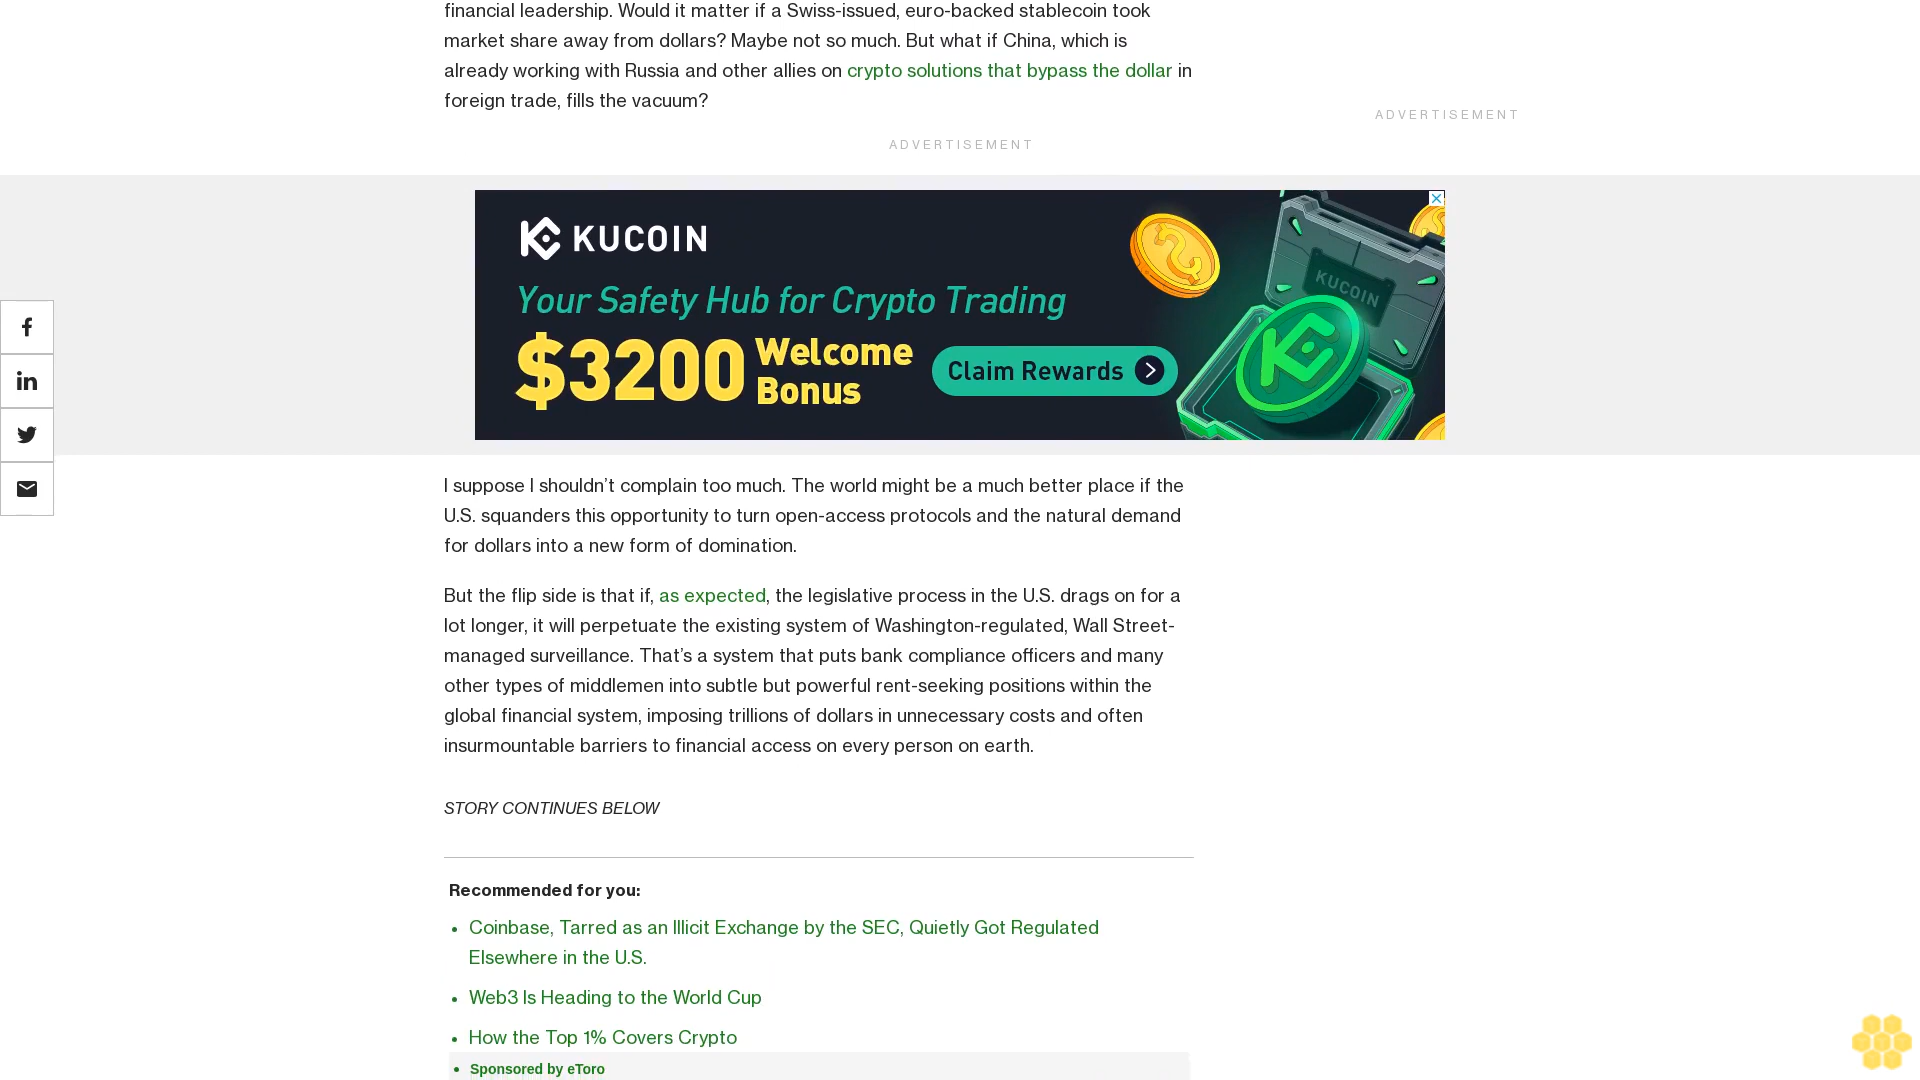 financial leadership. Would it matter if a Swiss-issued, euro-backed stablecoin took
market share away from dollars? Maybe not so much. But what if China, which is
already working with Russia and other allies on crypto solutions that bypass the dollar in
foreign trade, fills the vacuum?
ADVERTISEMENT
ADVERTISEMENT
KUCOIN
Your Safety Hub for Crypto Trading
$3200 Welcome
Bonus
Claim Rewards
KUCOIN
I suppose I shouldn’t complain too much. The world might be a much better place if the
U.S. squanders this opportunity to turn open-access protocols and the natural demand
for dollars into a new form of domination.
But the flip side is that if, as expected, the legislative process in the U.S. drags on for a
lot longer, it will perpetuate the existing system of Washington-regulated, Wall Street-
managed surveillance. That’s a system that puts bank compliance officers and many
other types of middlemen into subtle but powerful rent-seeking positions within the
global financial system, imposing trillions of dollars in unnecessary costs and often
insurmountable barriers to financial access on every person on earth.
STORY CONTINUES BELOW
Recommended for you:
• Coinbase, Tarred as an Illicit Exchange by the SEC, Quietly Got Regulated
Elsewhere in the U.S.
• Web3 Is Heading to the World Cup
• How the Top 1% Covers Crypto
• Sponsored by eToro